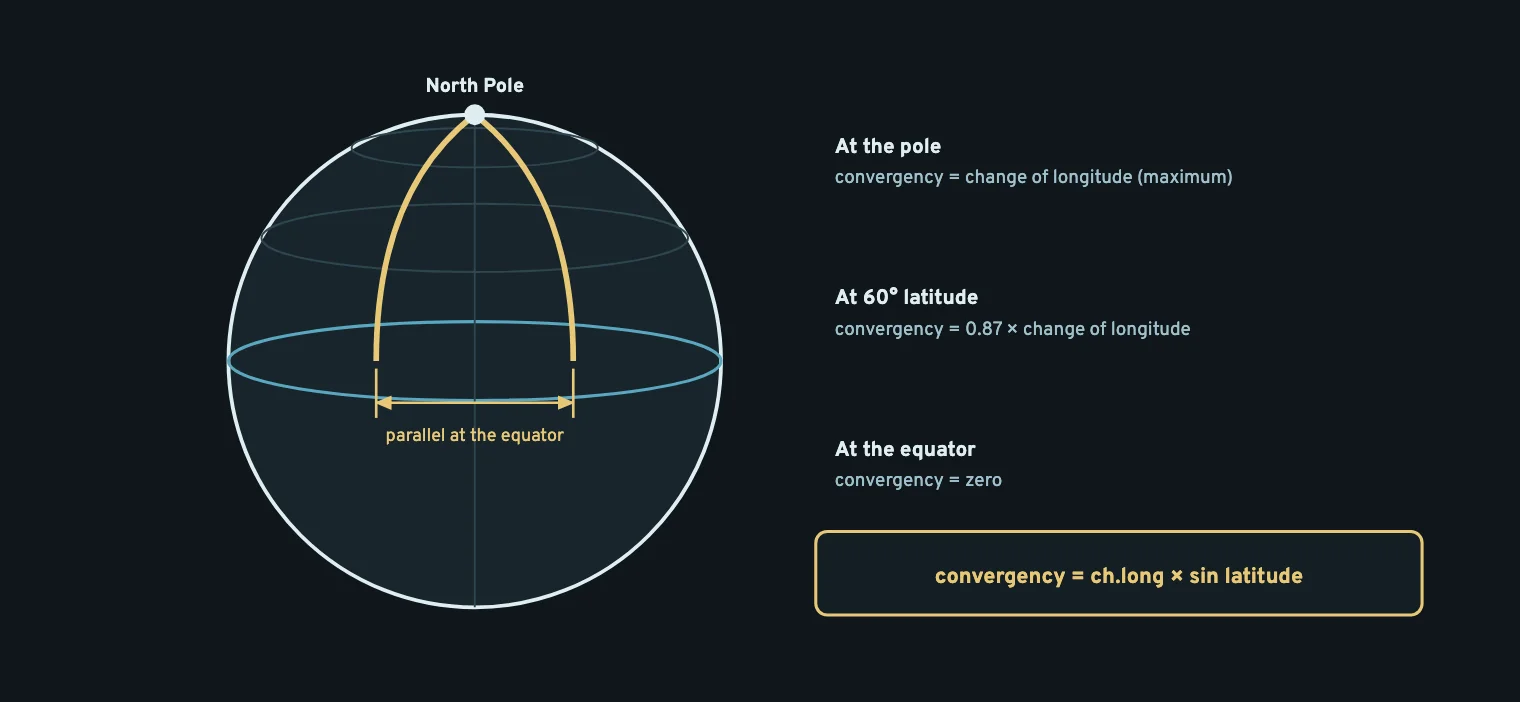 North Pole
parallel at the equator
At the pole
convergency = change of longitude (maximum)
At 60° latitude
convergency = 0.87 × change of longitude
At the equator
convergency = zero
convergency = ch.long × sin latitude